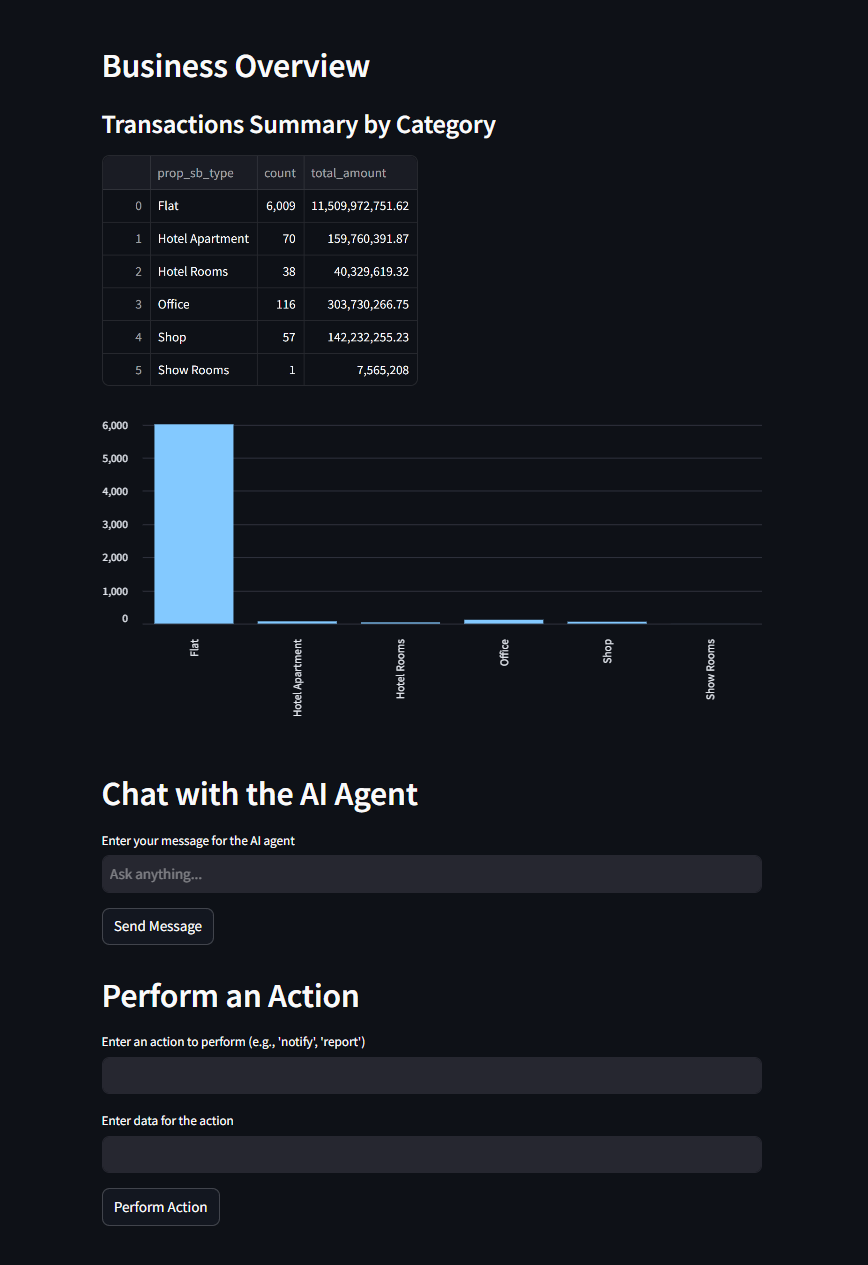 Business Overview
Transactions Summary by Category
prop_sb_type count total_amount
0 Flat 6,009 11,509,972,751.62
1 Hotel Apartment 70 159,760,391.87
2 Hotel Rooms 38 40,329,619.32
3 Office 116 303,730,266.75
4 Shop 57 142,232,255.23
5 Show Rooms 1 7,565,208
6,000
5,000
4,000
3,000
2,000
1,000
0
Flat
Hotel Apartment
Hotel Rooms
Office
Shop
Show Rooms
Chat with the AI Agent
Enter your message for the AI agent
Ask anything...
Send Message
Perform an Action
Enter an action to perform (e.g., 'notify', 'report')
Enter data for the action
Perform Action